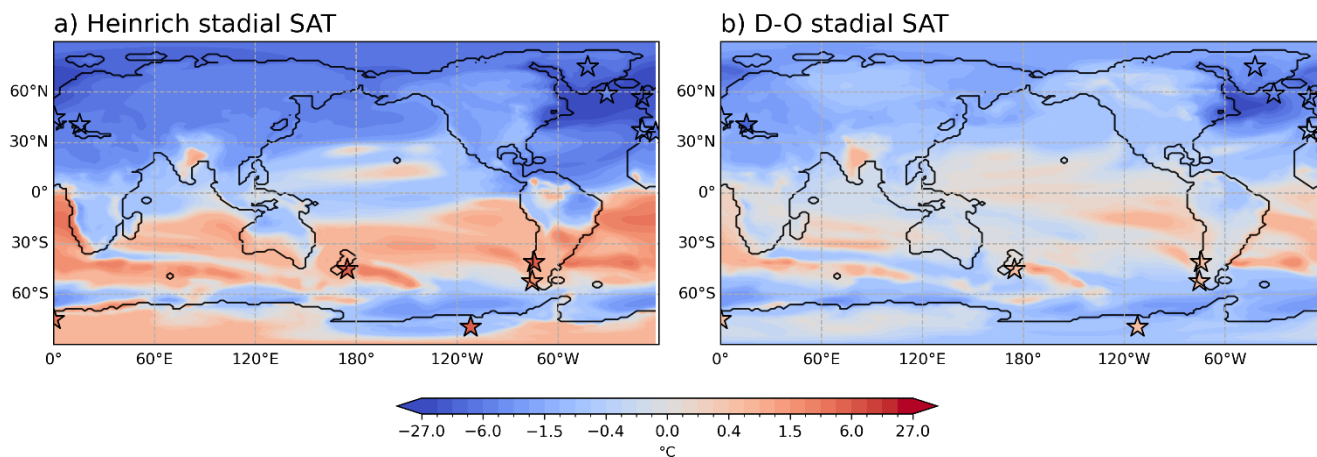 a) Heinrich stadial SAT
b) D-O stadial SAT
60°N
30°N
0°
30°S
60°S
0° 60°E 120°E 180° 120°W 60°W
60°N
30°N
0°
30°S
60°S
0° 60°E 120°E 180° 120°W 60°W
−27.0 −6.0 −1.5 −0.4 0.0 0.4 1.5 6.0 27.0
°C